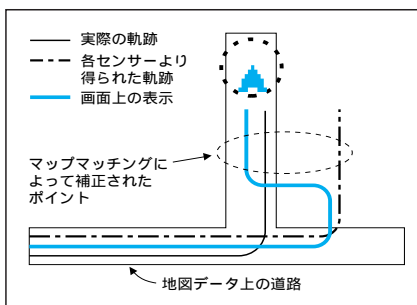 実際の軌跡
各センサーより
得られた軌跡
画面上の表示
マップマッチングに
よって補正された
ポイント
地図データ上の道路